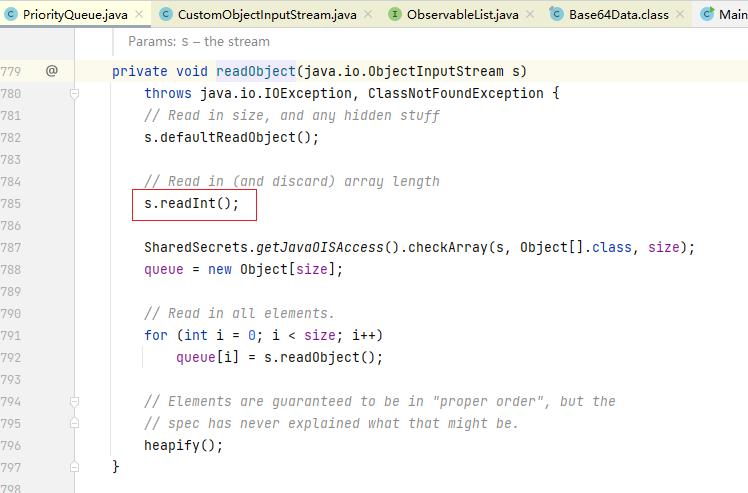 PriorityQueue.java CustomObjectInputStream.java ObservableList.java Base64Data.class Main
Params: s – the stream
779 private void readObject(java.io.ObjectInputStream s)
780 throws java.io.IOException, ClassNotFoundException {
781 // Read in size, and any hidden stuff
782 s.defaultReadObject();
783
784 // Read in (and discard) array length
785 s.readInt();
786
787 SharedSecrets.getJavaOISAccess().checkArray(s, Object[].class, size);
788 queue = new Object[size];
789
790 // Read in all elements.
791 for (int i = 0; i < size; i++)
792 queue[i] = s.readObject();
793
794 // Elements are guaranteed to be in "proper order", but the
795 // spec has never explained what that might be.
796 heapify();
797 }
798